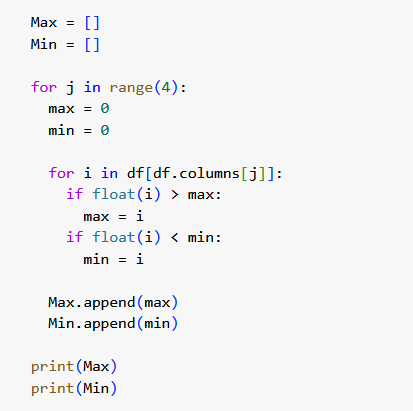 Max = []
Min = []

for j in range(4):
  max = 0
  min = 0

  for i in df[df.columns[j]]:
    if float(i) > max:
      max = i
    if float(i) < min:
      min = i

  Max.append(max)
  Min.append(min)

print(Max)
print(Min)